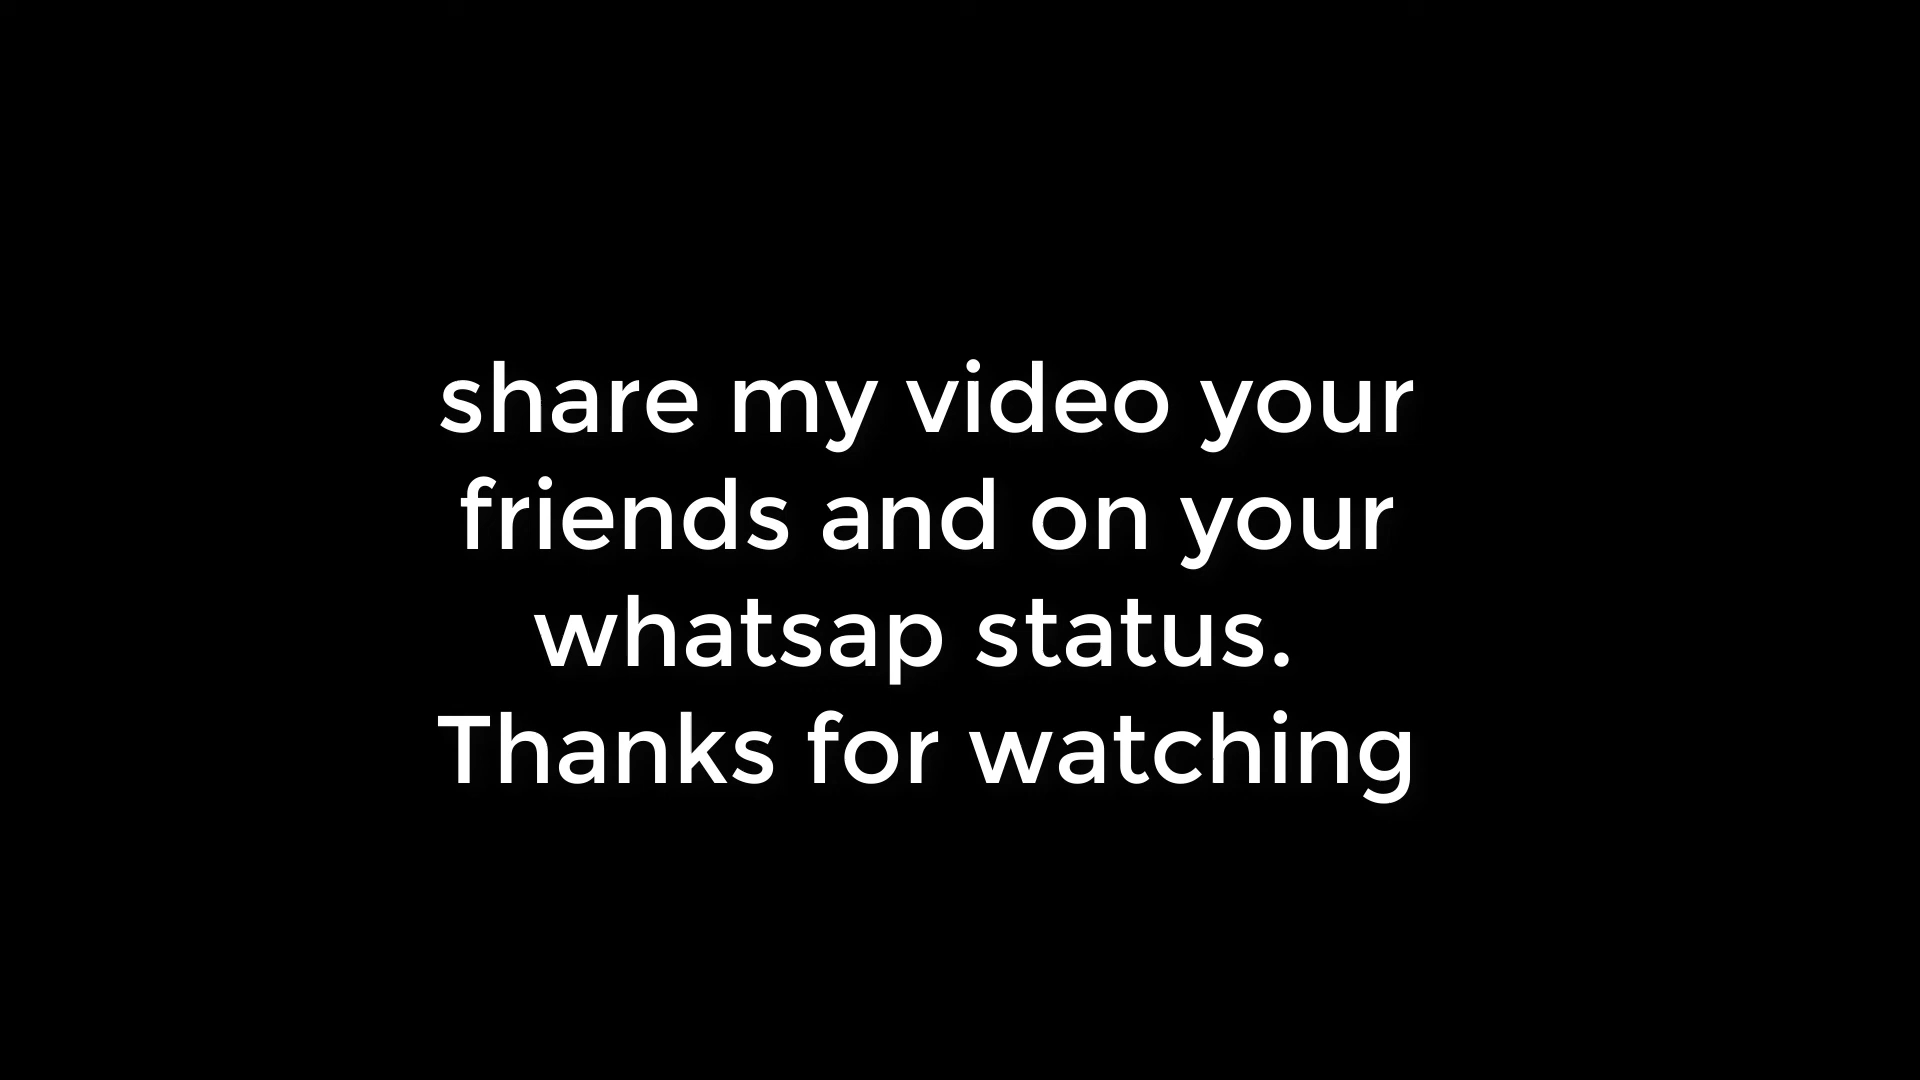 share my video your
friends and on your
whatsap status.
Thanks for watching